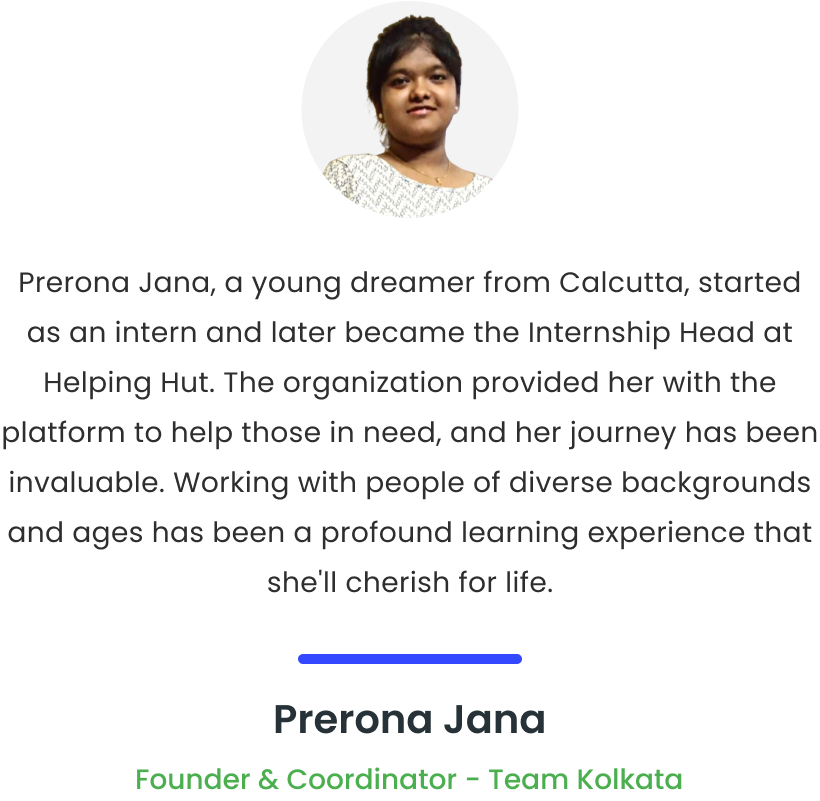 Prerona Jana, a young dreamer from Calcutta, started
as an intern and later became the Internship Head at
Helping Hut. The organization provided her with the
platform to help those in need, and her journey has been
invaluable. Working with people of diverse backgrounds
and ages has been a profound learning experience that
she'll cherish for life.
Prerona Jana
Founder & Coordinator - Team Kolkata